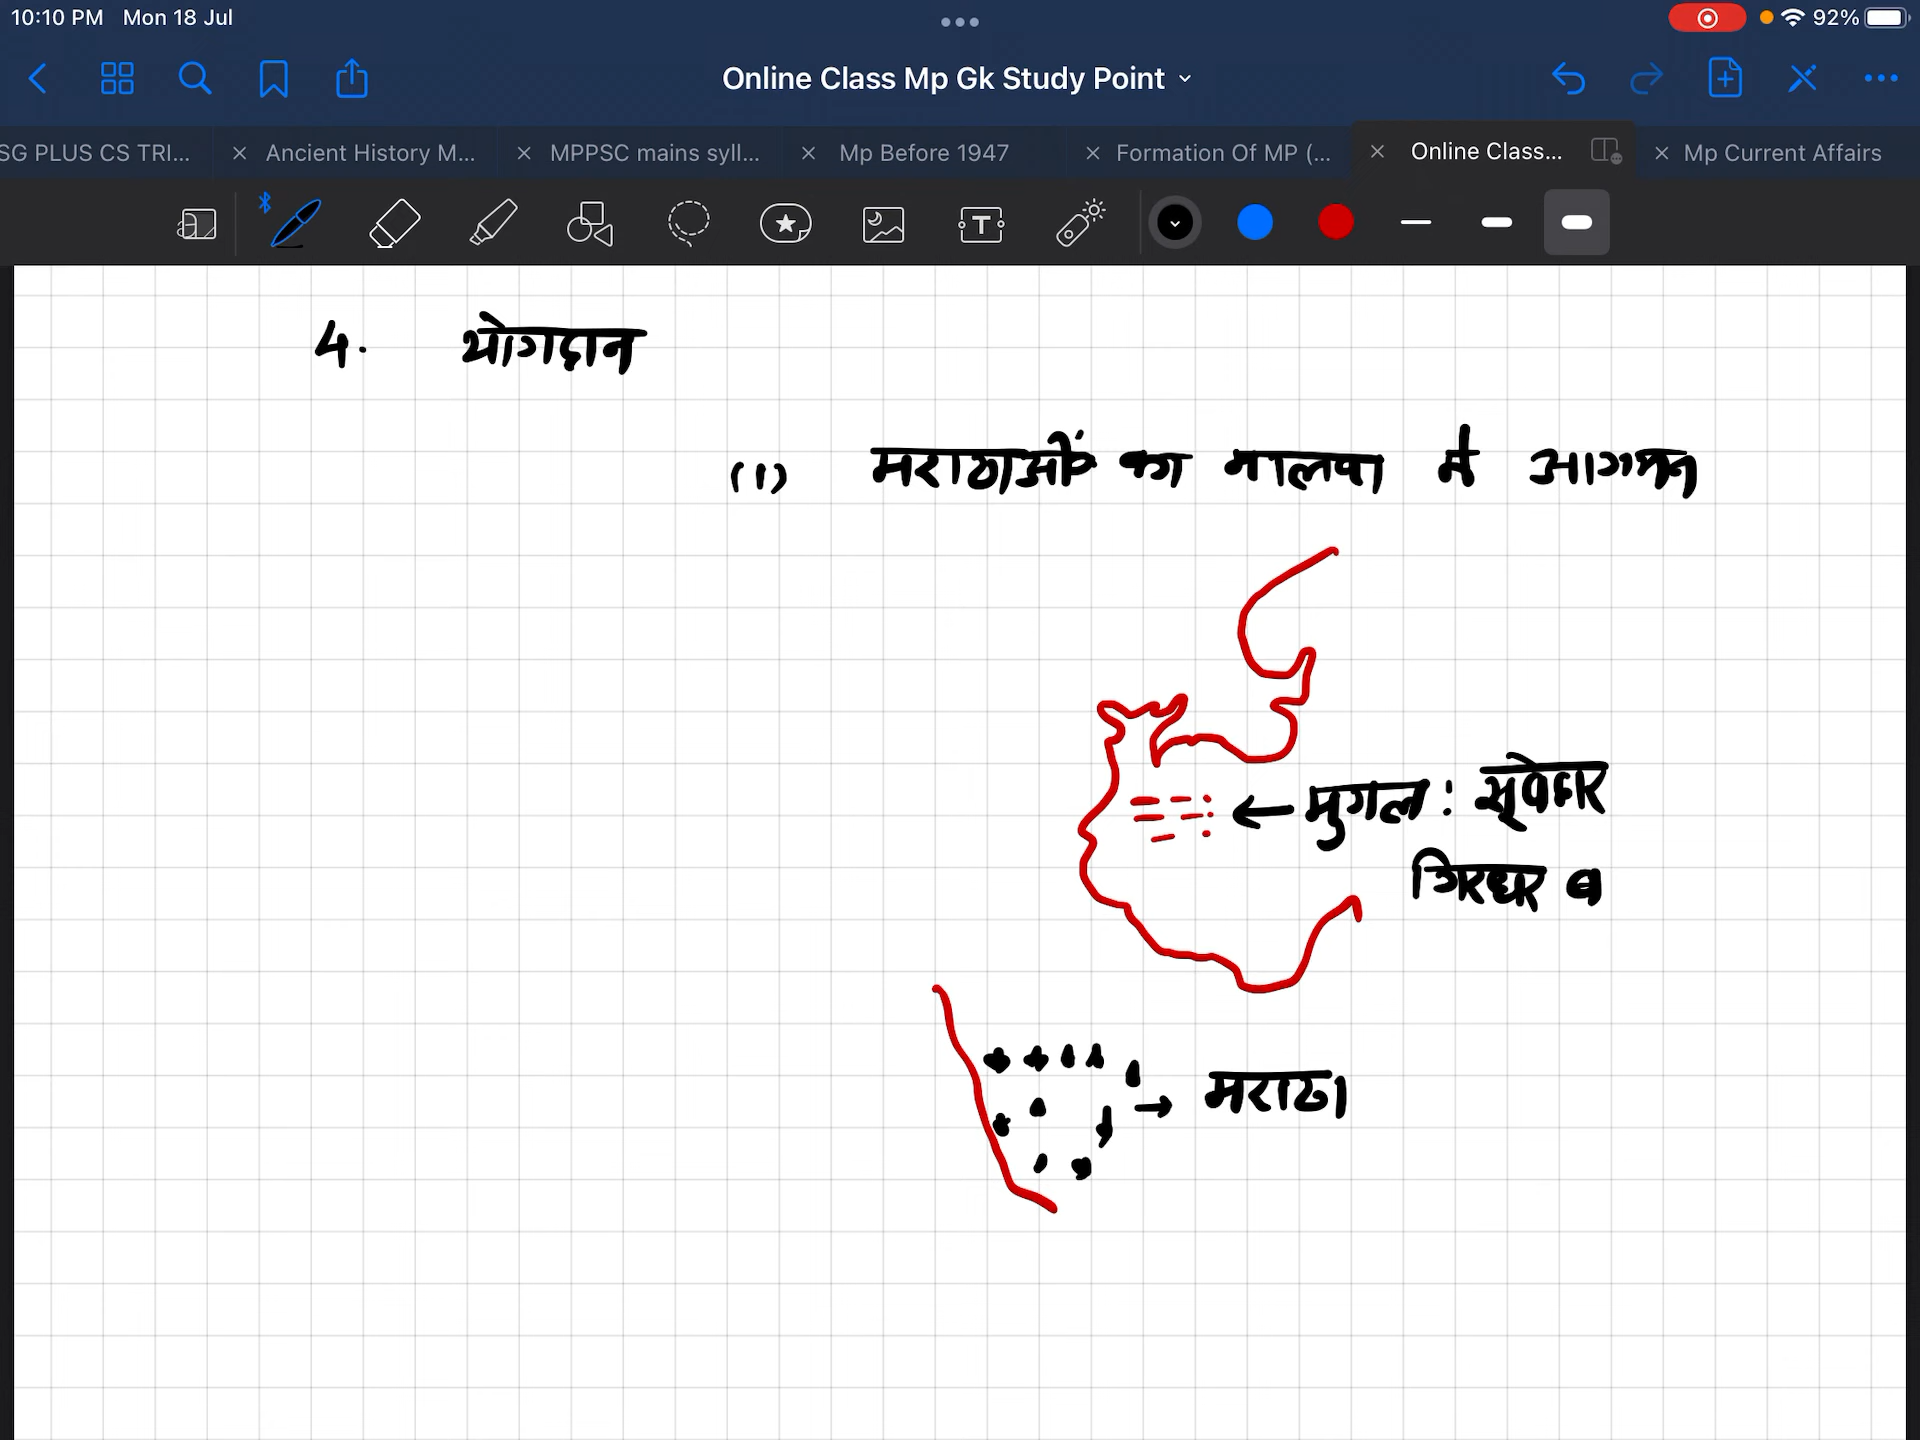 10:10 PM Mon 18 Jul
92%
Online Class Mp Gk Study Point
SG PLUS CS TRI...
Ancient History M...
MPPSC mains syll...
Mp Before 1947
Formation Of MP (...
Online Class...
Mp Current Affairs
4. योगदान
(1) मराठाओं का मालवा में आगमन
← मुगल : सूबेदार
गिरधर ब
→ मराठा